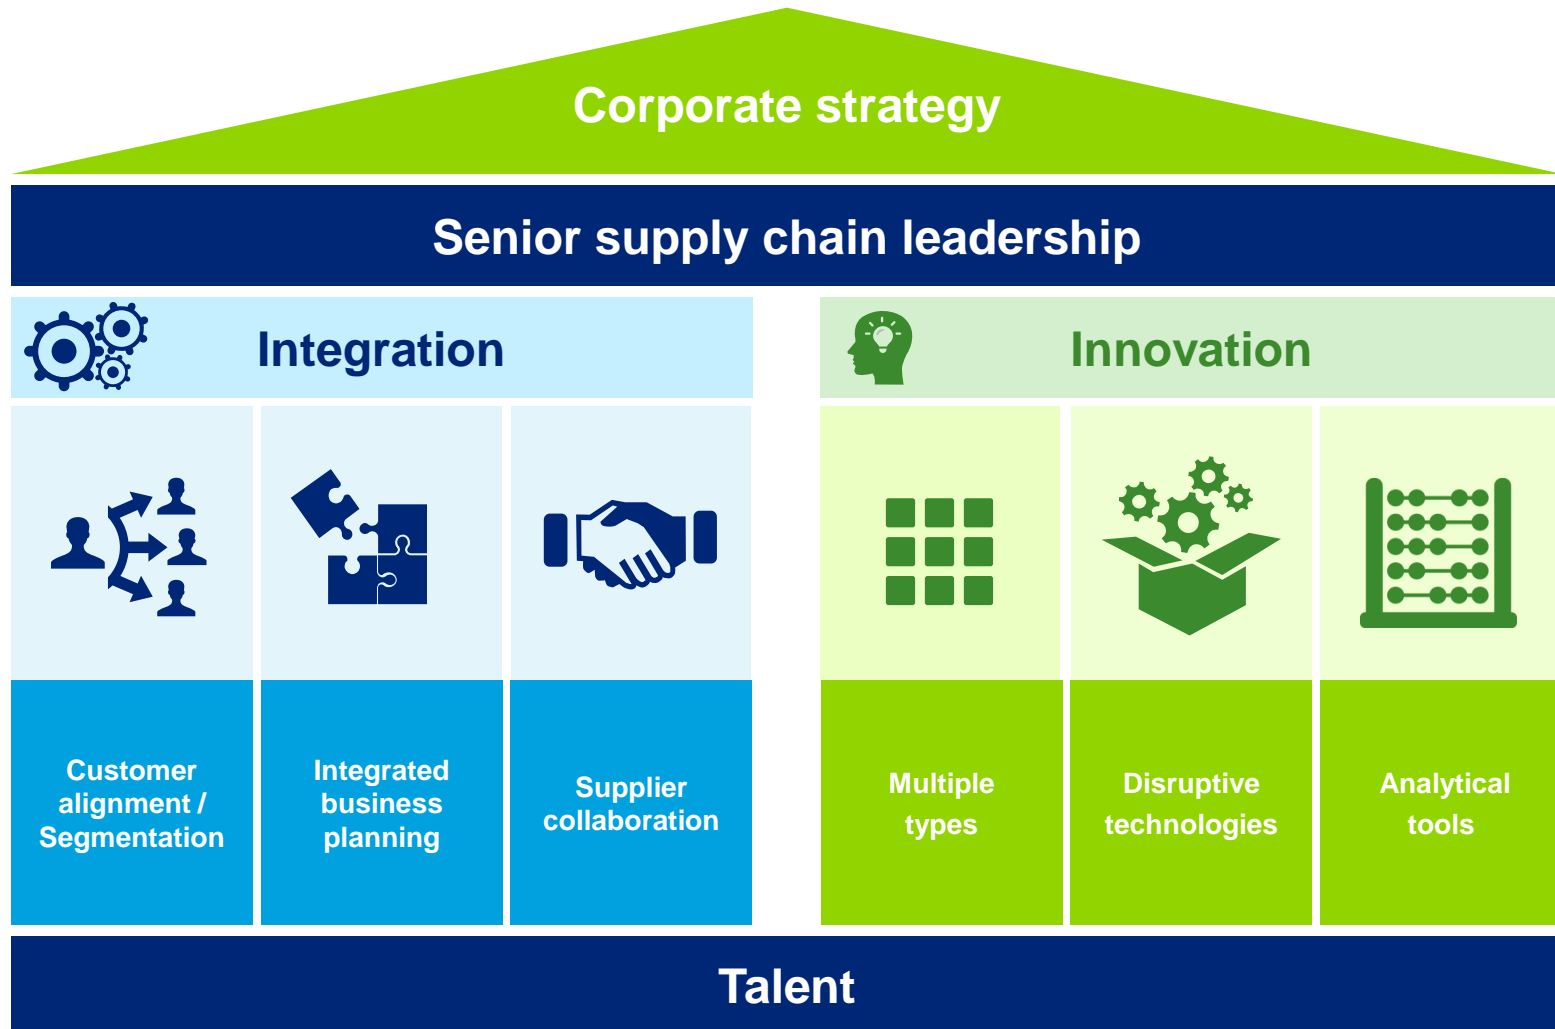 Corporate strategy
Senior supply chain leadership
Integration
Innovation
Customer
alignment /
Segmentation
Integrated
business
planning
Supplier
collaboration
Multiple
types
Disruptive
technologies
Analytical
tools
Talent